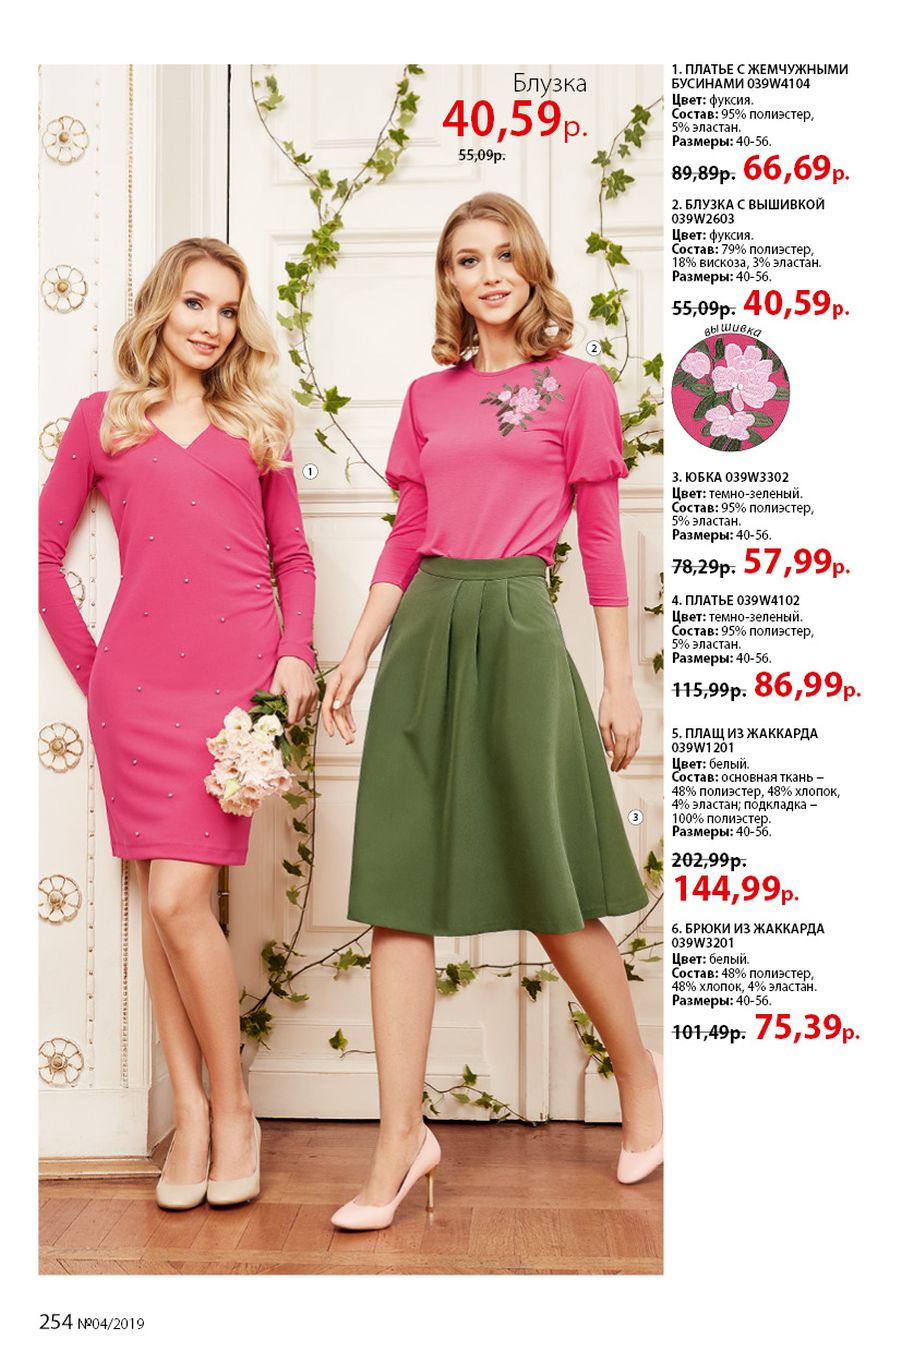 Блузка
40,59р.
55,09р.
1
2
3
1. ПЛАТЬЕ С ЖЕМЧУЖНЫМИ
БУСИНАМИ 039W4104
Цвет: фуксия.
Состав: 95% полиэстер,
5% эластан.
Размеры: 40-56.
89,89р. 66,69р.
2. БЛУЗКА С ВЫШИВКОЙ
039W2603
Цвет: фуксия.
Состав: 79% полиэстер,
18% вискоза, 3% эластан.
Размеры: 40-56.
55,09р. 40,59р.
вышивка
3. ЮБКА 039W3302
Цвет: темно-зеленый.
Состав: 95% полиэстер,
5% эластан.
Размеры: 40-56.
78,29р. 57,99р.
4. ПЛАТЬЕ 039W4102
Цвет: темно-зеленый.
Состав: 95% полиэстер,
5% эластан.
Размеры: 40-56.
115,99р. 86,99р.
5. ПЛАЩ ИЗ ЖАККАРДА
039W1201
Цвет: белый.
Состав: основная ткань –
48% полиэстер, 48% хлопок,
4% эластан; подкладка –
100% полиэстер.
Размеры: 40-56.
202,99р.
144,99р.
6. БРЮКИ ИЗ ЖАККАРДА
039W3201
Цвет: белый.
Состав: 48% полиэстер,
48% хлопок, 4% эластан.
Размеры: 40-56.
101,49р. 75,39р.
254 №04/2019